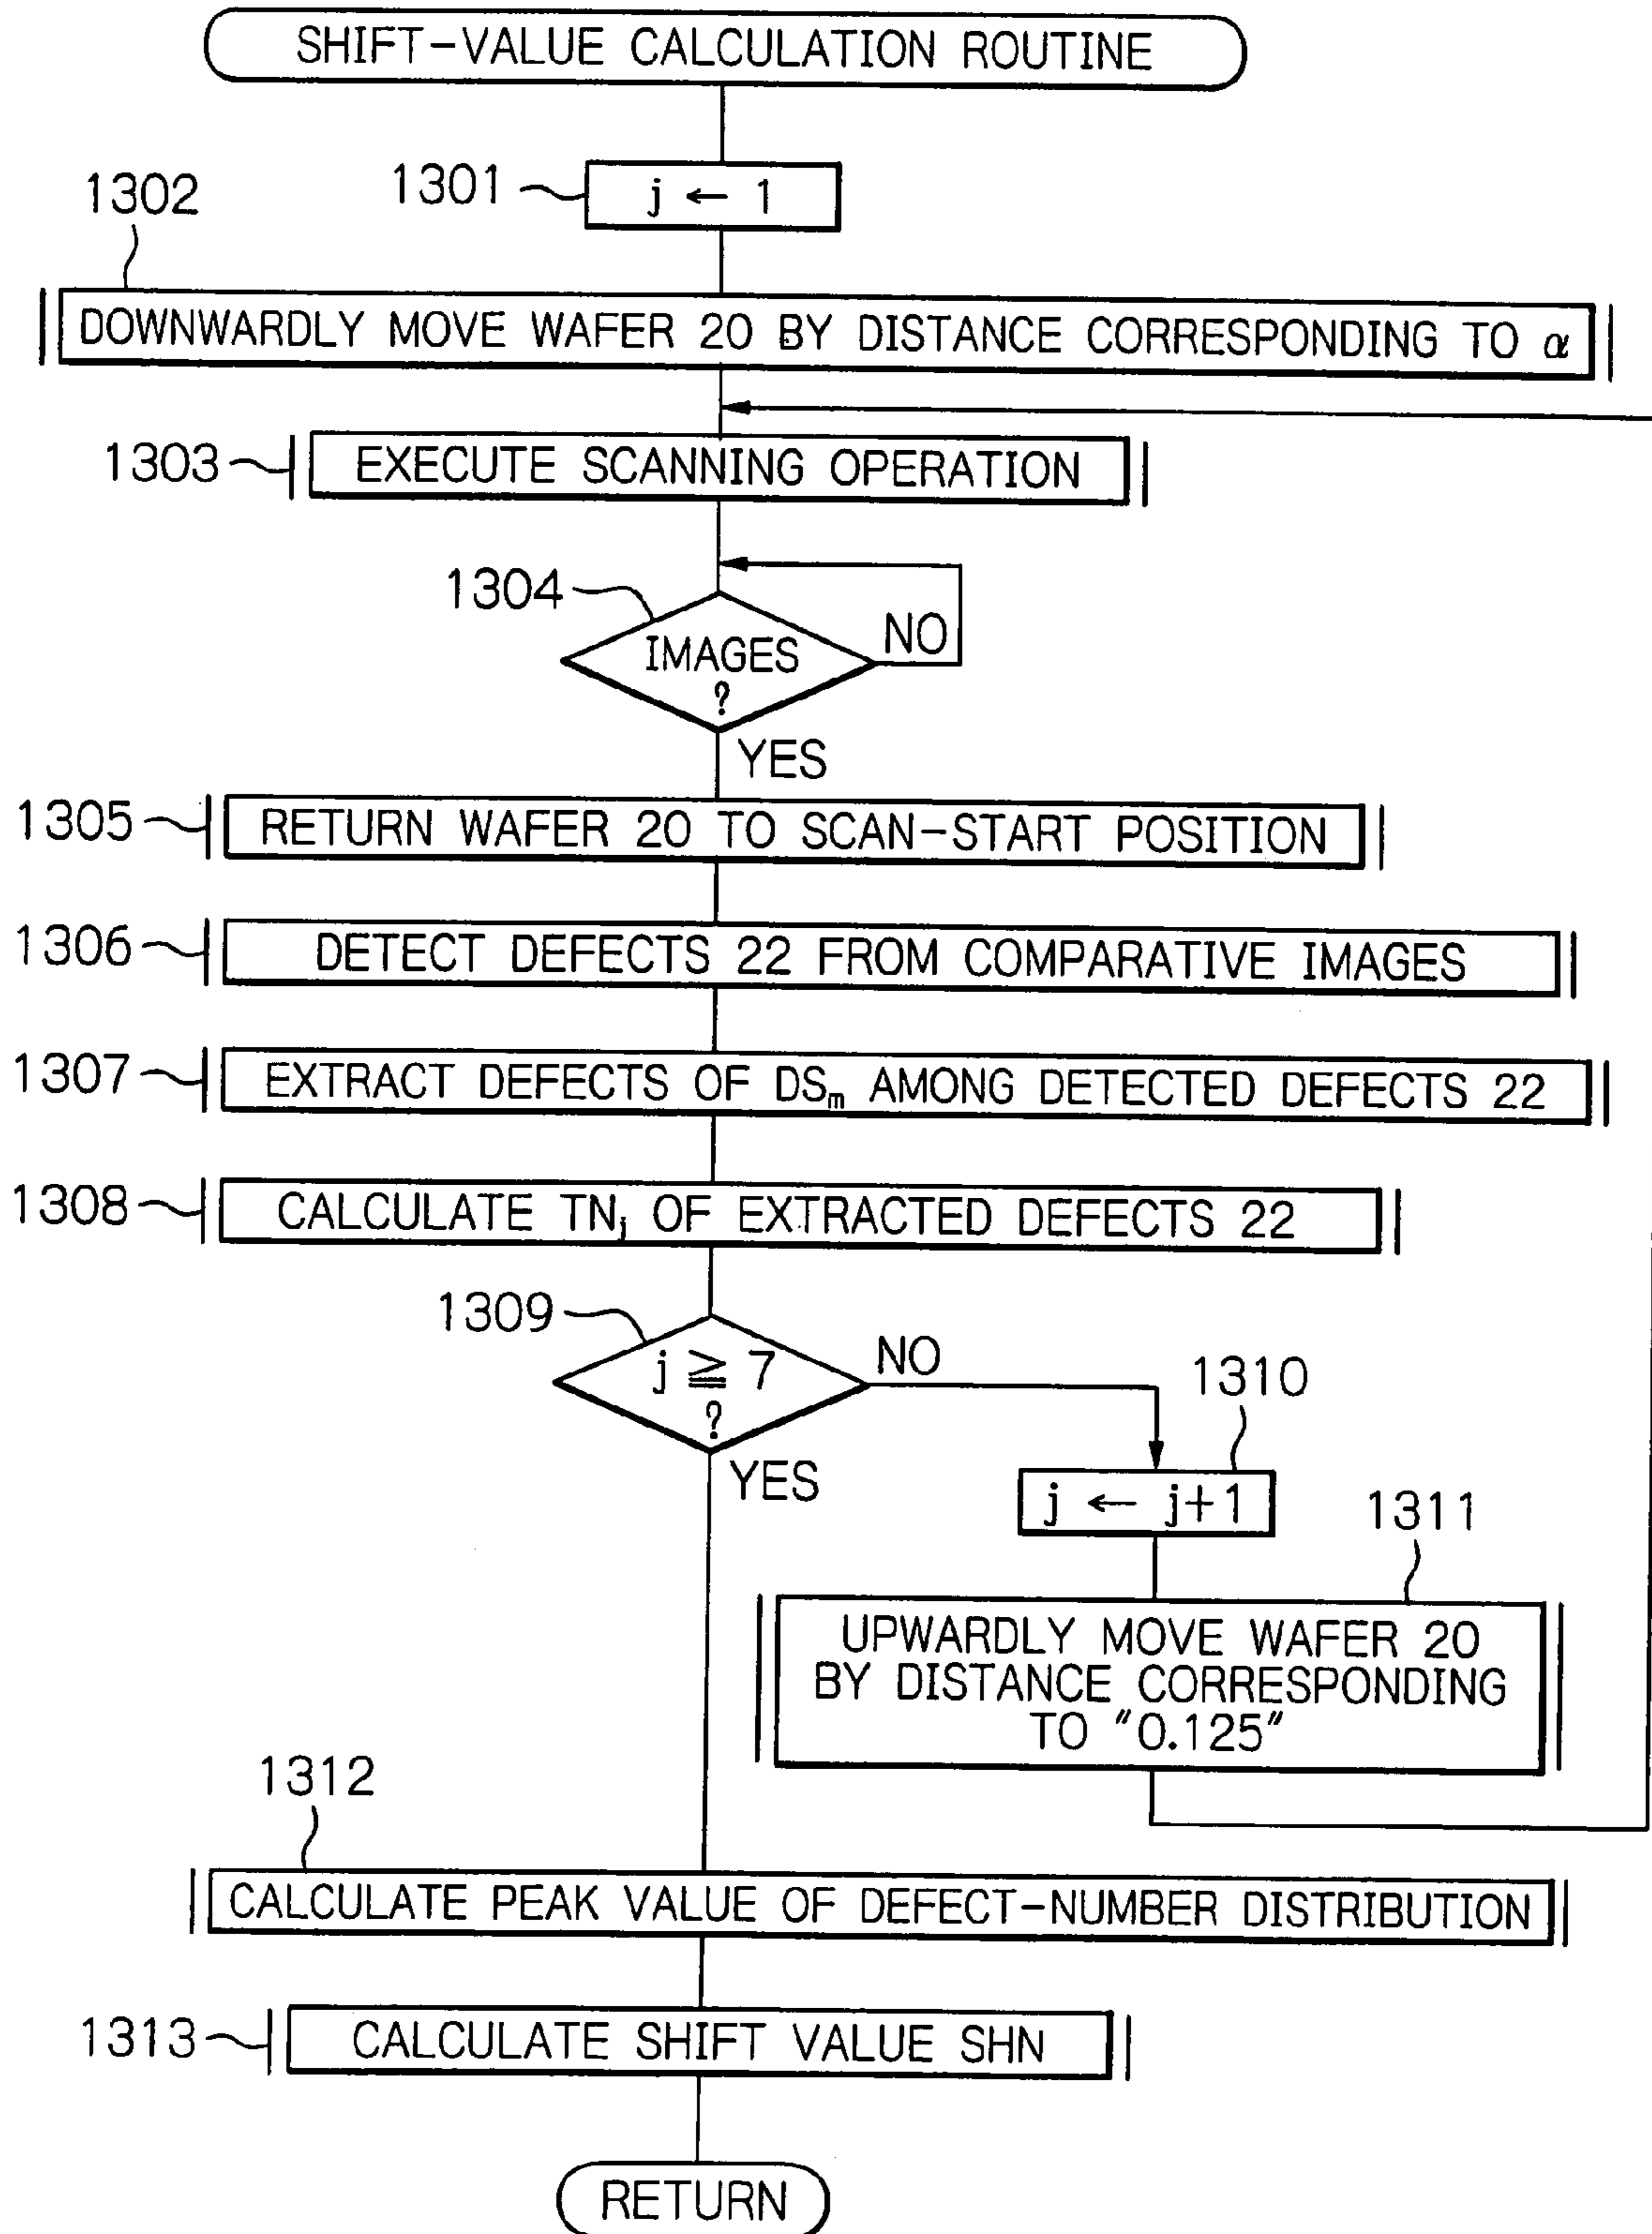 SHIFT-VALUE CALCULATION ROUTINE
1301
j ← 1
1302
DOWNWARDLY MOVE WAFER 20 BY DISTANCE CORRESPONDING TO α
1303
EXECUTE SCANNING OPERATION
1304
IMAGES
?
NO
YES
1305
RETURN WAFER 20 TO SCAN-START POSITION
1306
DETECT DEFECTS 22 FROM COMPARATIVE IMAGES
1307
EXTRACT DEFECTS OF DSₘ AMONG DETECTED DEFECTS 22
1308
CALCULATE TNⱼ OF EXTRACTED DEFECTS 22
1309
j ≧ 7
?
NO
YES
1310
j ← j+1
1311
UPWARDLY MOVE WAFER 20
BY DISTANCE CORRESPONDING
TO "0.125"
1312
CALCULATE PEAK VALUE OF DEFECT-NUMBER DISTRIBUTION
1313
CALCULATE SHIFT VALUE SHN
RETURN